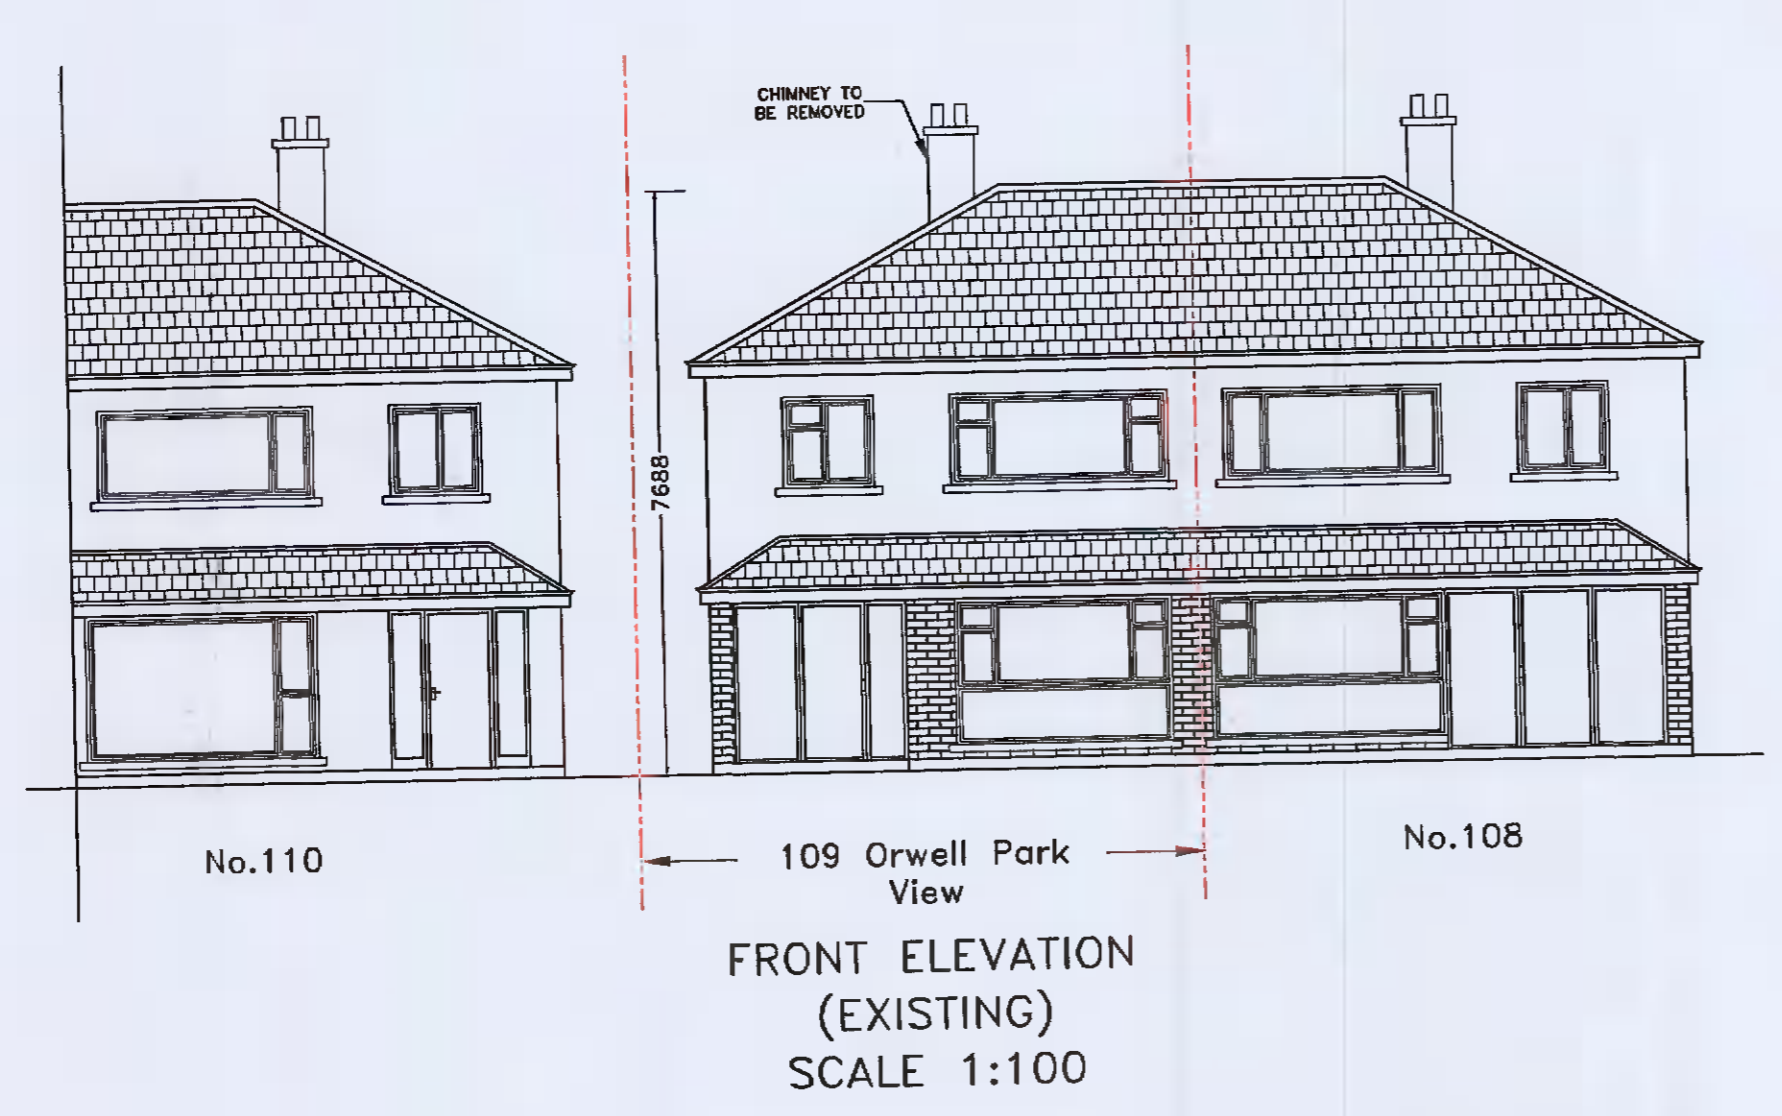 CHIMNEY TO
BE REMOVED
7688
No.110
109 Orwell Park
View
No.108
FRONT ELEVATION
(EXISTING)
SCALE 1:100